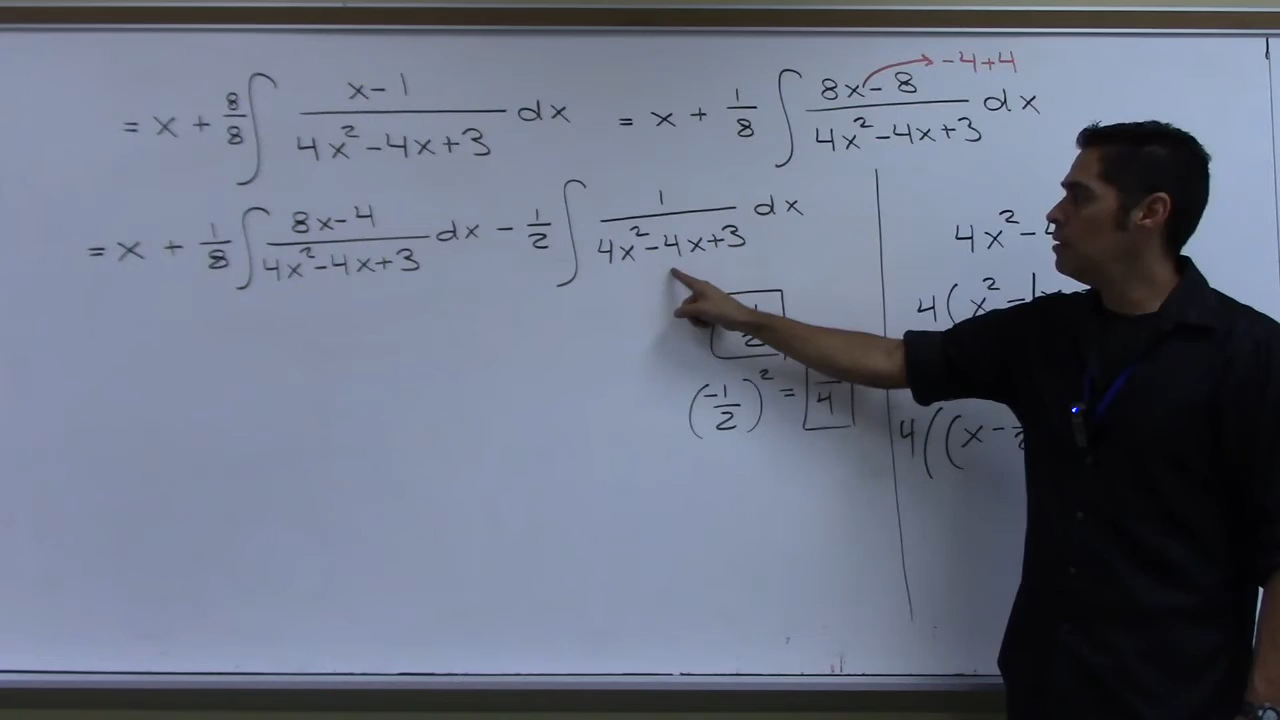 = x + 8/8 ∫ (x-1)/(4x²-4x+3) dx = x + 1/8 ∫ (8x-8)/(4x²-4x+3) dx → -4+4
= x + 1/8 ∫ (8x-4)/(4x²-4x+3) dx - 1/2 ∫ 1/(4x²-4x+3) dx
4x² -
4(x² -
(-1/2)² = 4
4((x -